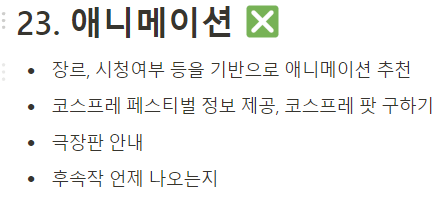 23. 애니메이션 ❎
• 장르, 시청여부 등을 기반으로 애니메이션 추천
• 코스프레 페스티벌 정보 제공, 코스프레 팟 구하기
• 극장판 안내
• 후속작 언제 나오는지